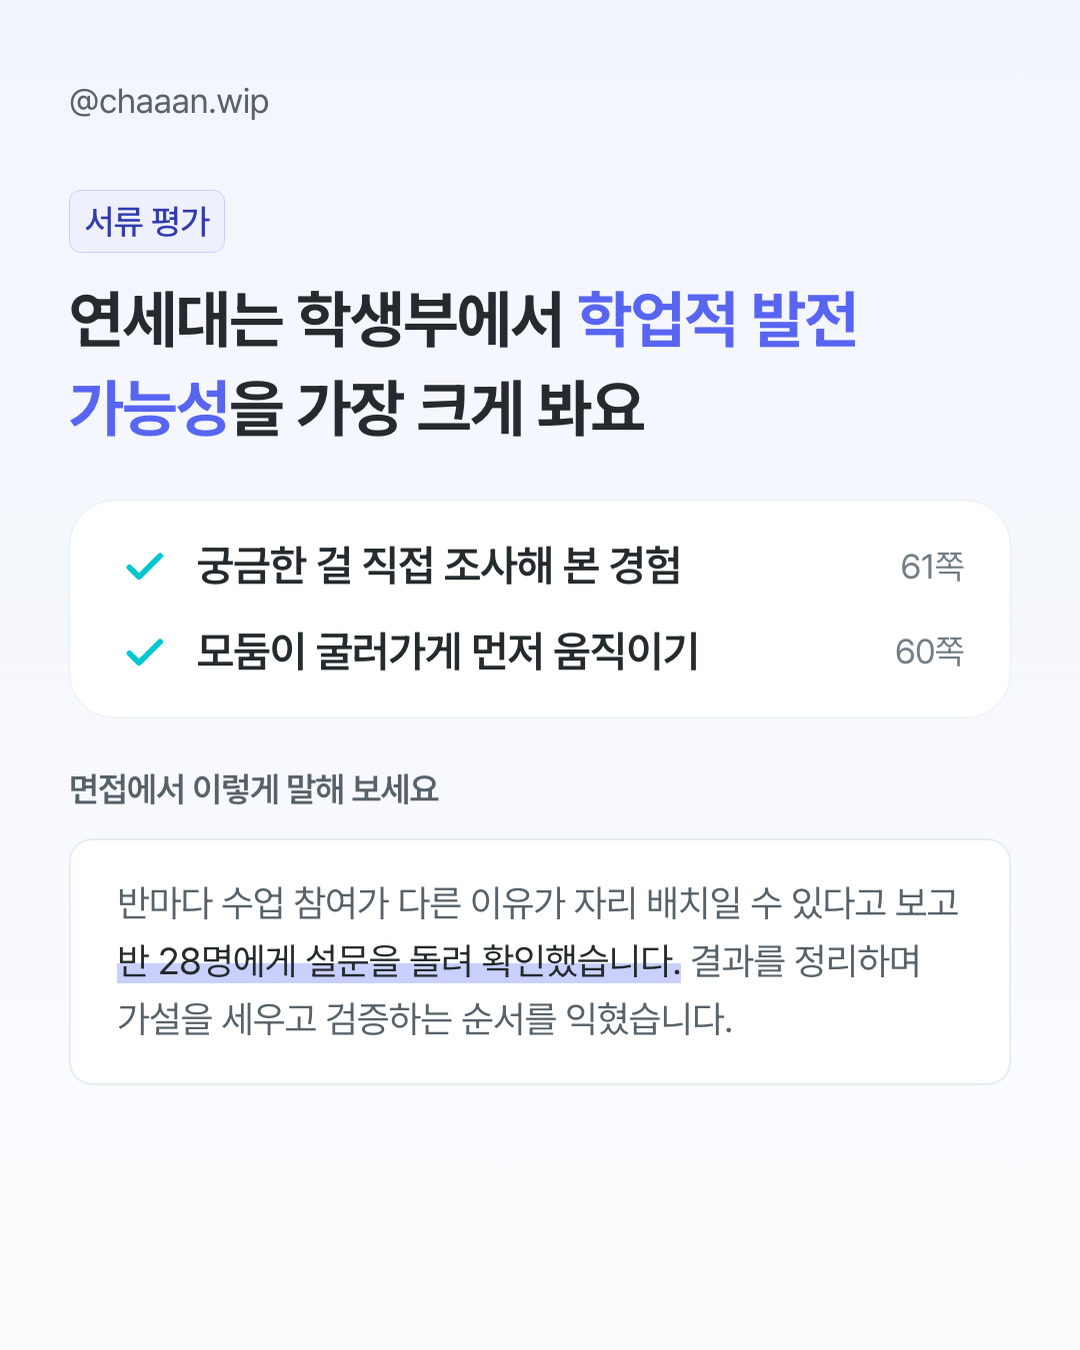 @chaaan.wip
서류 평가
연세대는 학생부에서 학업적 발전
가능성을 가장 크게 봐요
궁금한 걸 직접 조사해 본 경험 61쪽
모둠이 굴러가게 먼저 움직이기 60쪽
면접에서 이렇게 말해 보세요
반마다 수업 참여가 다른 이유가 자리 배치일 수 있다고 보고
반 28명에게 설문을 돌려 확인했습니다. 결과를 정리하며
가설을 세우고 검증하는 순서를 익혔습니다.